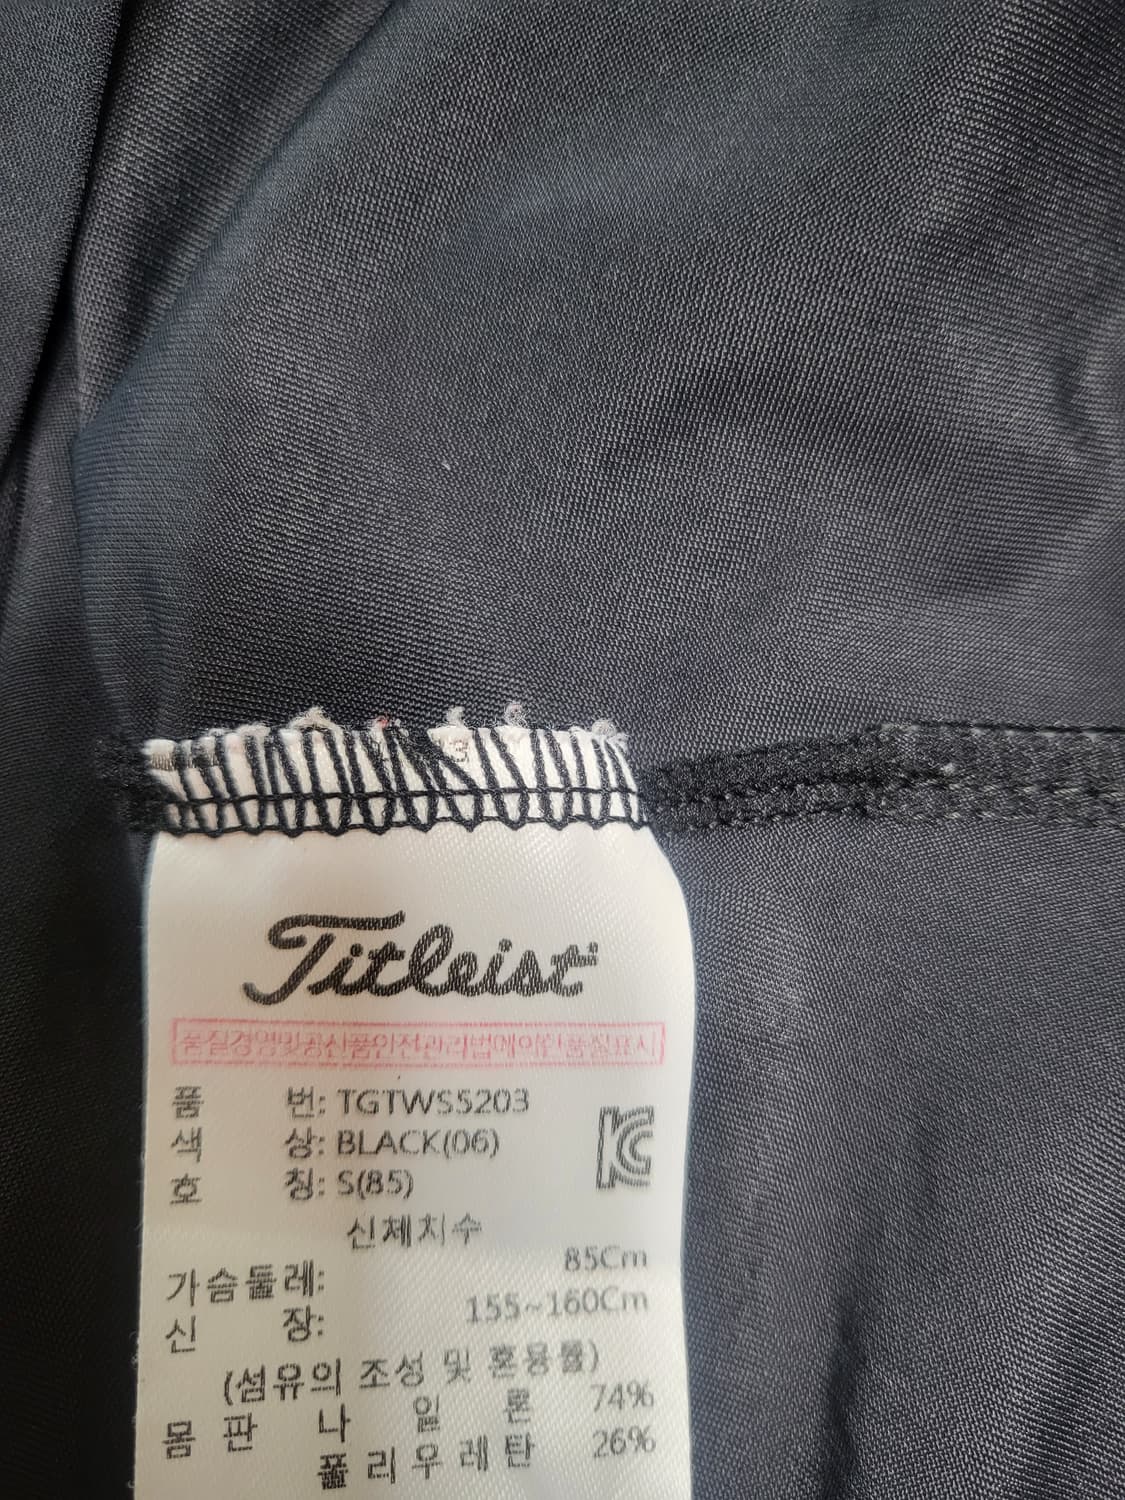 Titleist
품질경영및공산품안전관리법에의한품질표시
품 번: TGTWS5203
색 상: BLACK(06)
호 칭: S(85)
신체치수
가슴둘레: 85Cm
신 장: 155~160Cm
(섬유의 조성 및 혼용률)
몸 판 나 일 론 74%
폴 리 우 레 탄 26%